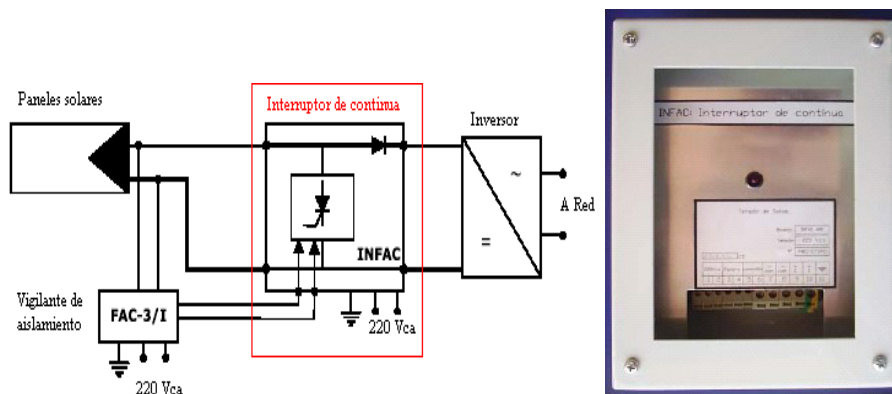 Paneles solares
Interruptor de continua
Inversor
~
=
A Red
INFAC
Vigilante de
aislamiento
FAC-3/I
220 Vca
220 Vca
INFAC: Interruptor de contínua